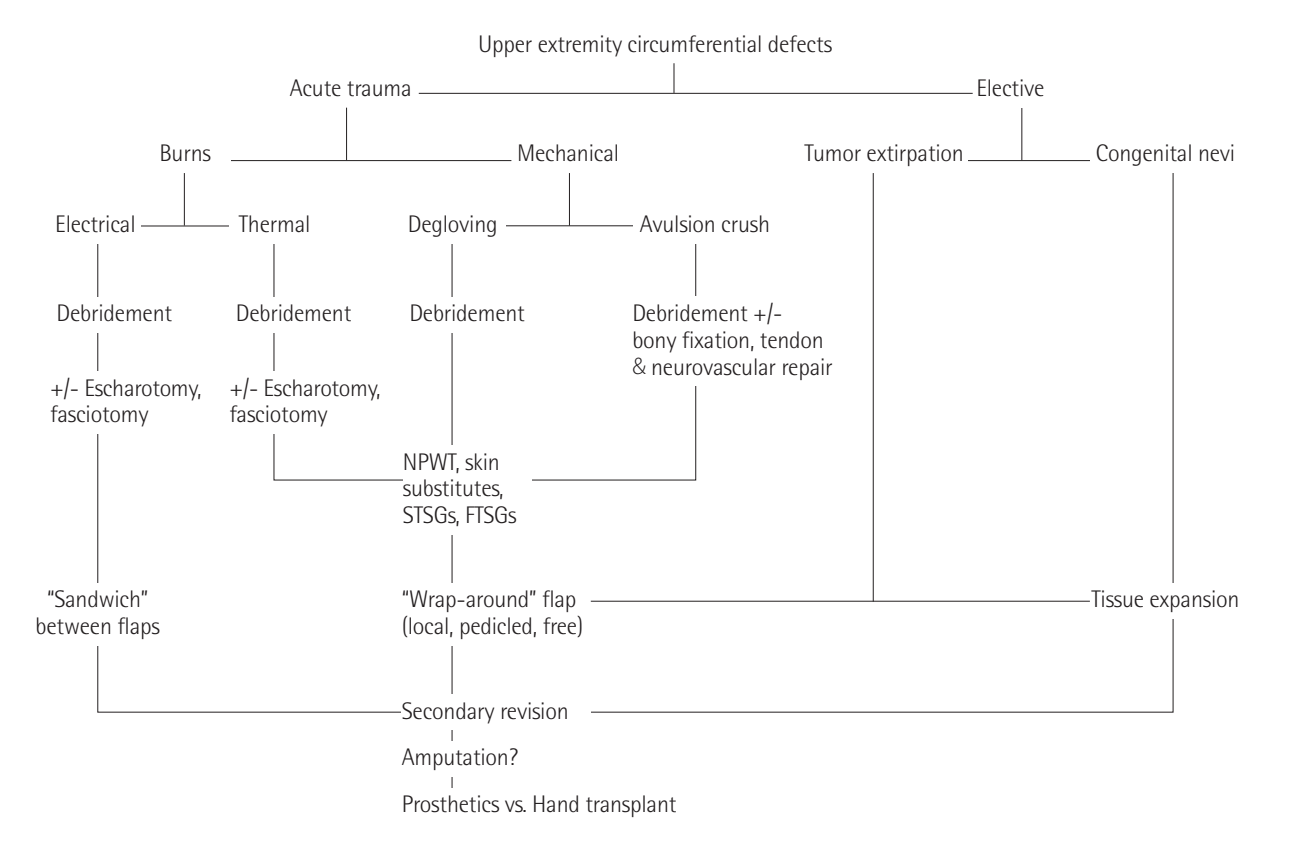 Upper extremity circumferential defects
Acute trauma
Elective
Burns
Mechanical
Tumor extirpation
Congenital nevi
Electrical
Thermal
Degloving
Avulsion crush
Debridement
Debridement
Debridement
Debridement +/-
bony fixation, tendon
& neurovascular repair
+/- Escharotomy,
fasciotomy
+/- Escharotomy,
fasciotomy
NPWT, skin
substitutes,
STSGs, FTSGs
“Sandwich”
between flaps
“Wrap-around” flap
(local, pedicled, free)
Tissue expansion
Secondary revision
Amputation?
Prosthetics vs. Hand transplant